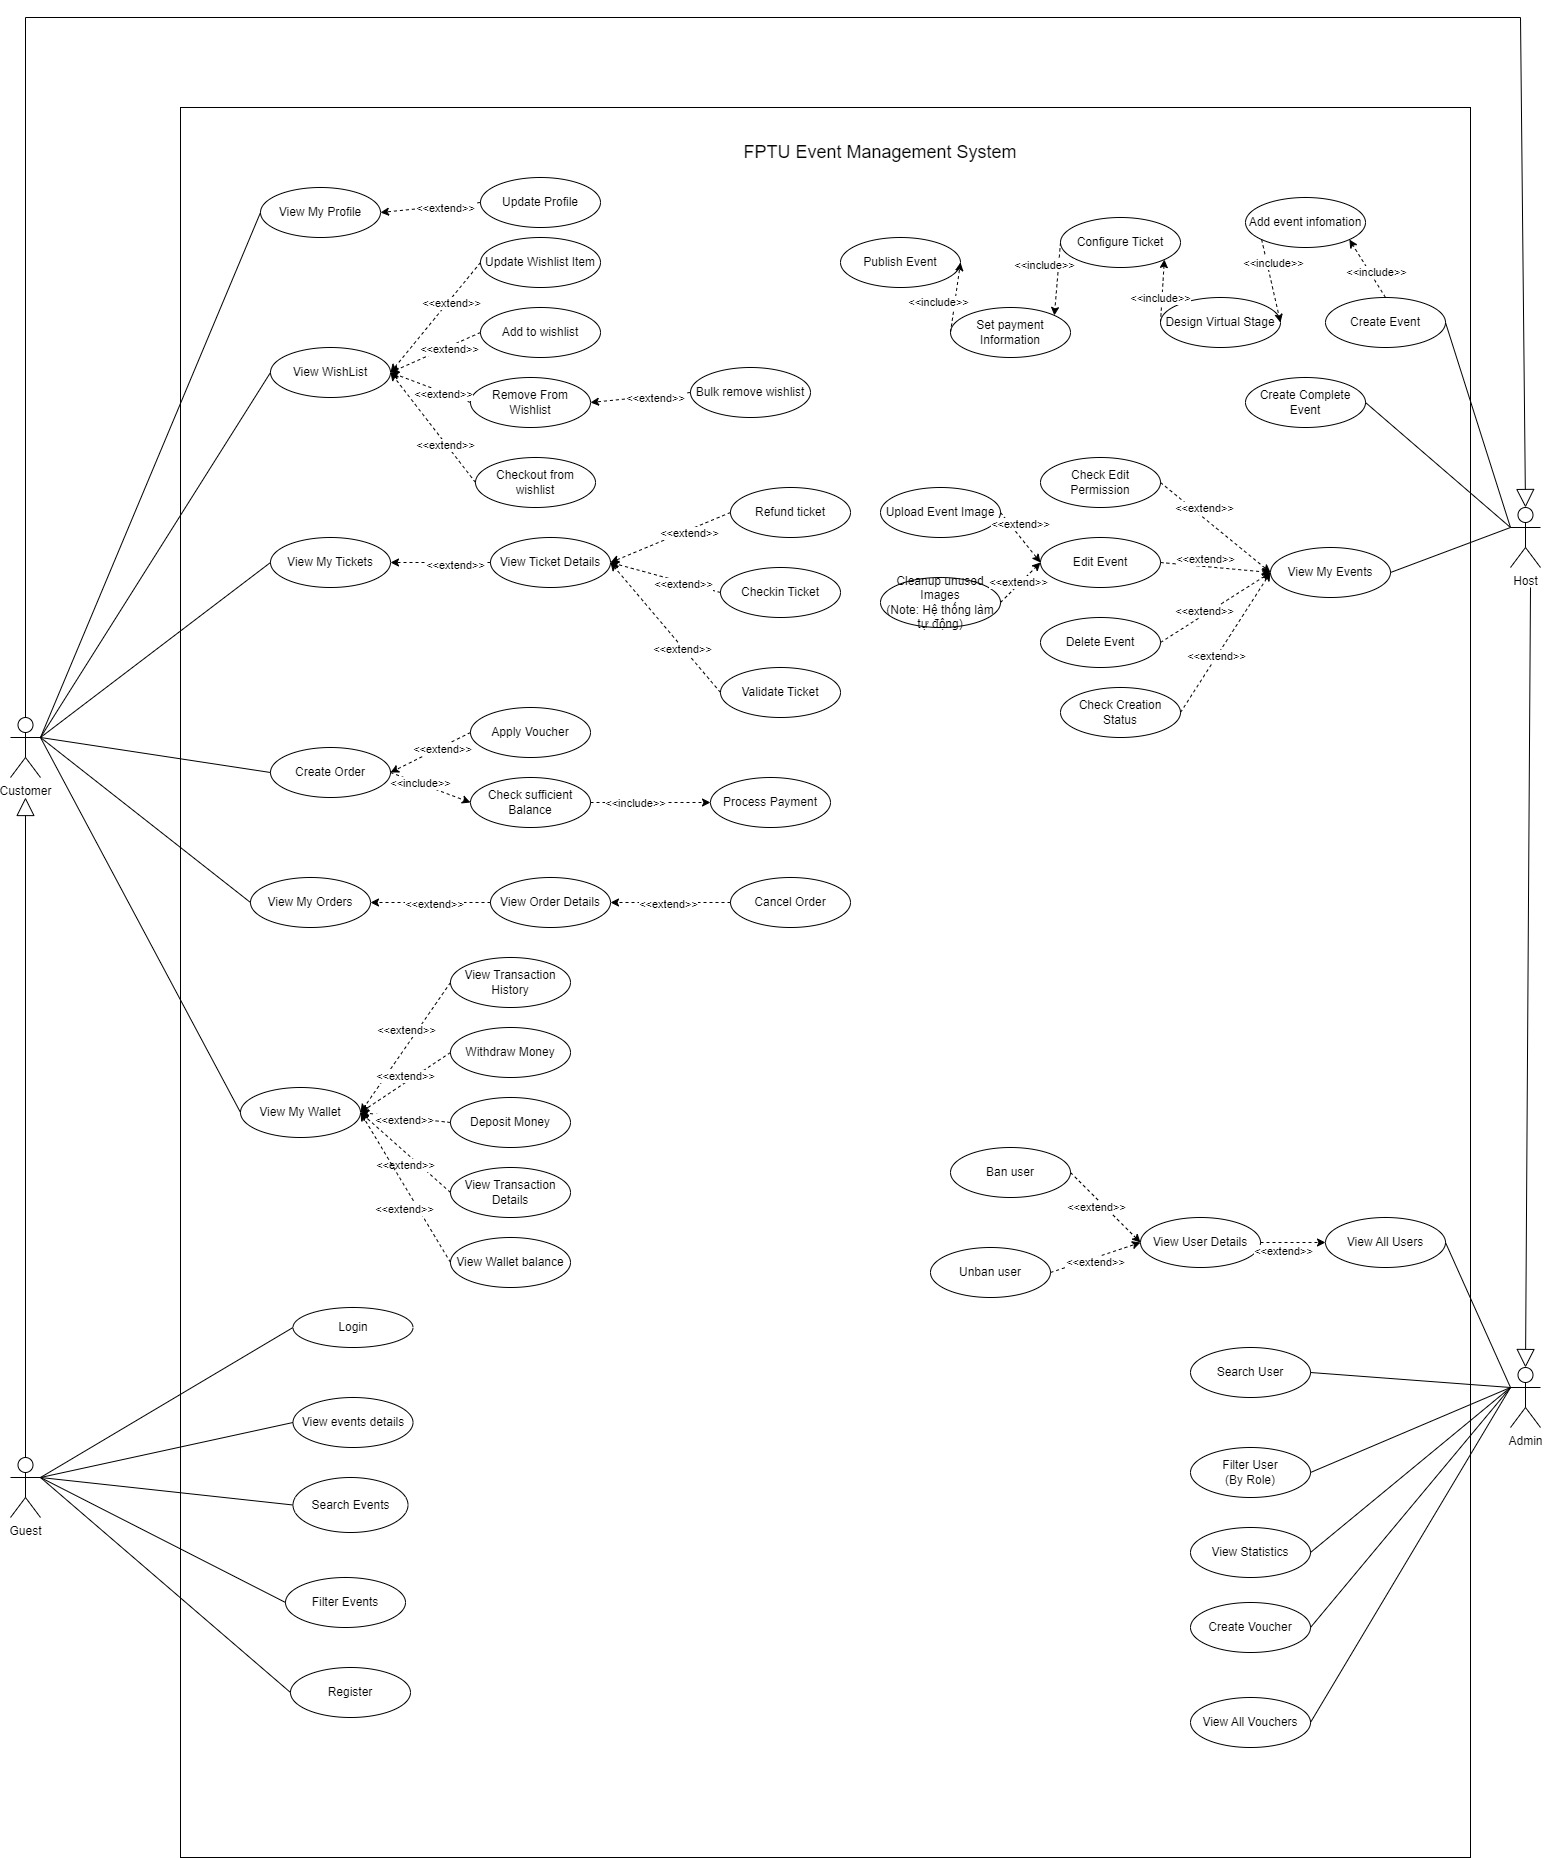 FPTU Event Management System
View My Profile
<<extend>>
Update Profile
Update Wishlist Item
<<extend>>
Add to wishlist
<<extend>>
View WishList
<<extend>>
Remove From
Wishlist
<<extend>>
Bulk remove wishlist
<<extend>>
Checkout from
wishlist
View My Tickets
<<extend>>
View Ticket Details
<<extend>>
Refund ticket
<<extend>>
Checkin Ticket
<<extend>>
Validate Ticket
Customer
Create Order
<<extend>>
Apply Voucher
<<include>>
Check sufficient
Balance
<<include>>
Process Payment
View My Orders
<<extend>>
View Order Details
<<extend>>
Cancel Order
View My Wallet
<<extend>>
View Transaction
History
<<extend>>
Withdraw Money
<<extend>>
Deposit Money
<<extend>>
View Transaction
Details
<<extend>>
View Wallet balance
Login
View events details
Search Events
Guest
Filter Events
Register
Publish Event
<<include>>
Set payment
Information
<<include>>
Configure Ticket
<<include>>
Design Virtual Stage
<<include>>
Add event infomation
<<include>>
Create Event
Create Complete
Event
Host
Check Edit
Permission
<<extend>>
Upload Event Image
<<extend>>
Edit Event
<<extend>>
View My Events
Cleanup unused
Images
(Note: Hệ thống làm
tự động)
<<extend>>
Delete Event
<<extend>>
Check Creation
Status
<<extend>>
Ban user
<<extend>>
Unban user
<<extend>>
View User Details
<<extend>>
View All Users
Search User
Admin
Filter User
(By Role)
View Statistics
Create Voucher
View All Vouchers